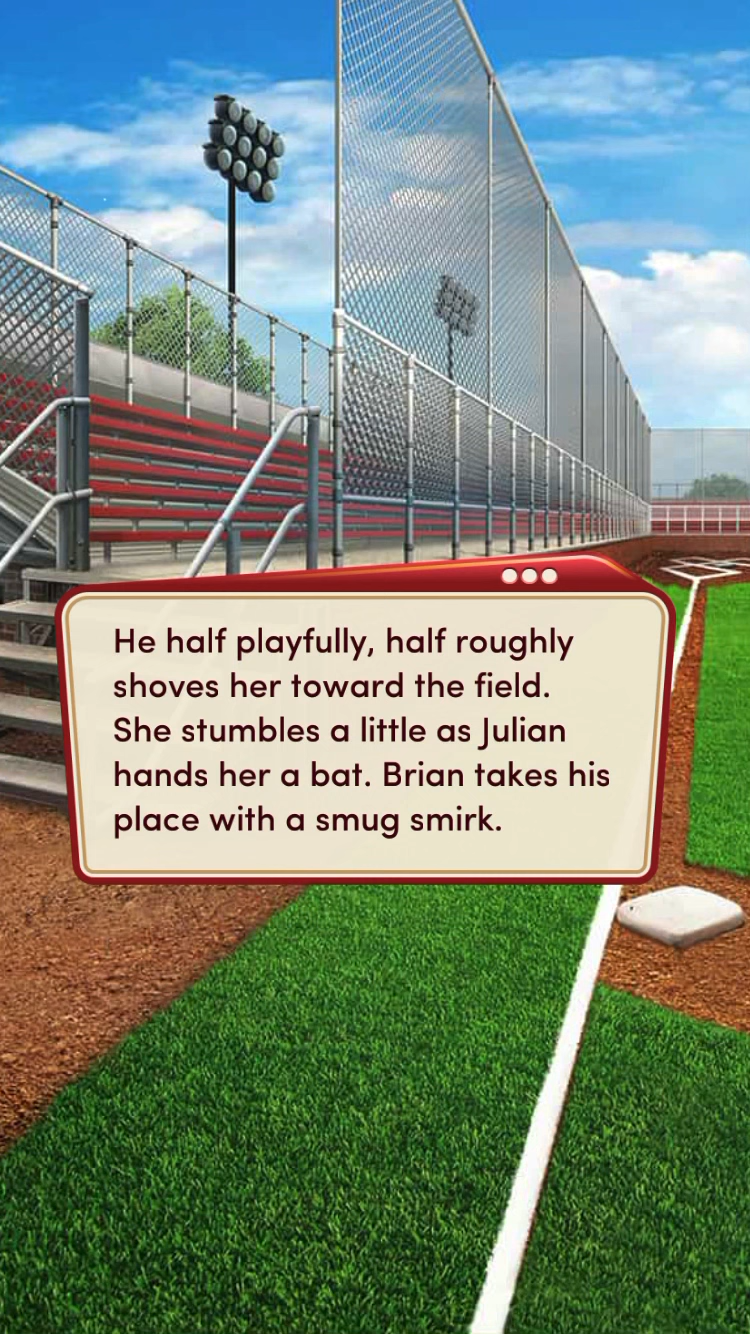 He half playfully, half roughly
shoves her toward the field.
She stumbles a little as Julian
hands her a bat. Brian takes his
place with a smug smirk.